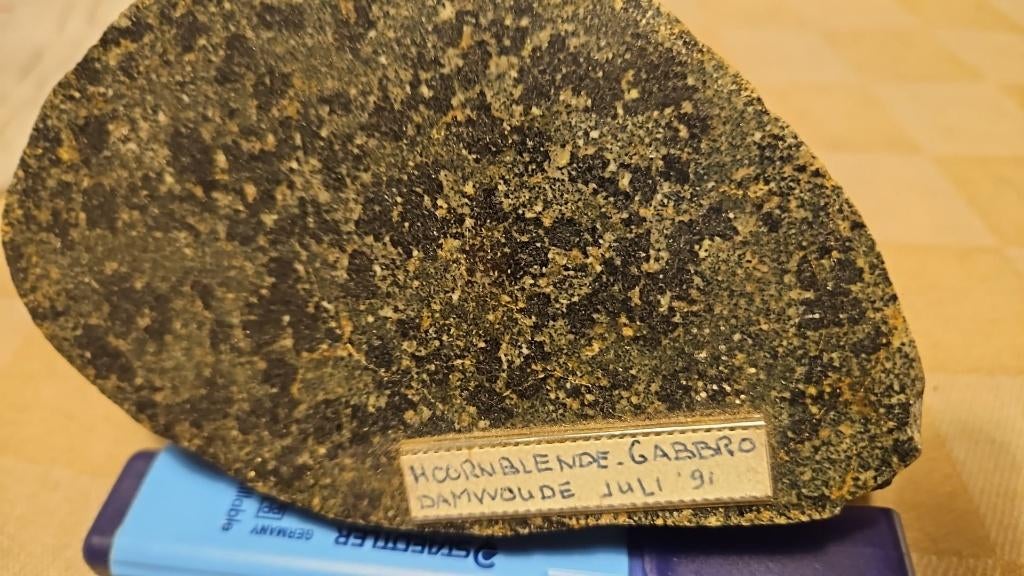 HOORNBLENDE-GABBRO
DAMWOUDE JULI '91
STAEDTLER
GERMANY